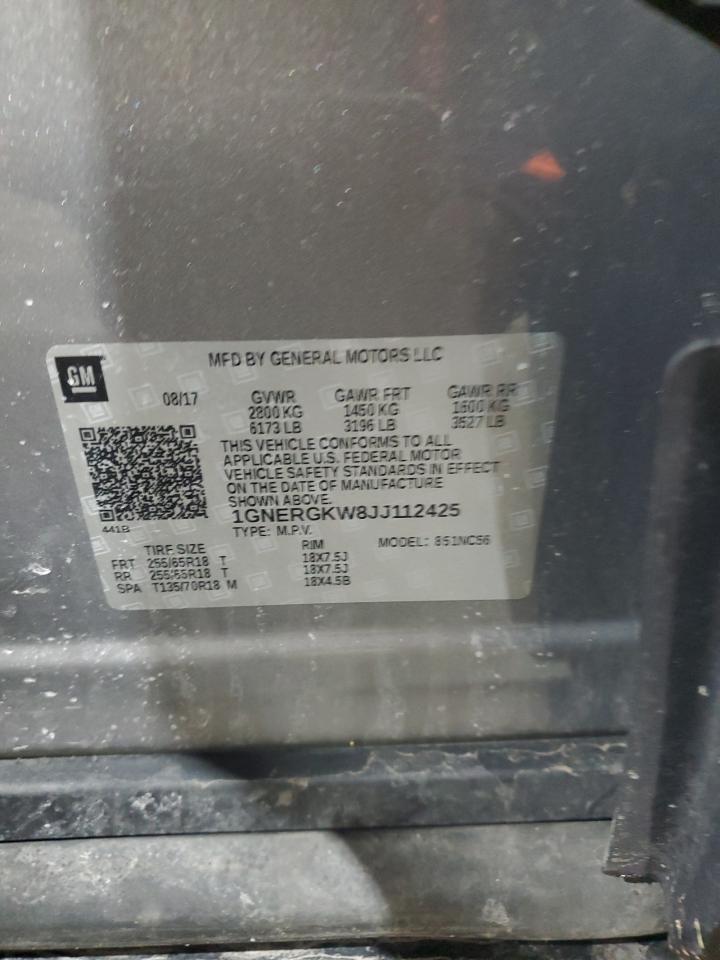 MFD BY GENERAL MOTORS LLC
GM
08/17 GVWR GAWR FRT GAWR RR
2800 KG 1450 KG 1600 KG
6173 LB 3196 LB 3527 LB
THIS VEHICLE CONFORMS TO ALL
APPLICABLE U.S. FEDERAL MOTOR
VEHICLE SAFETY STANDARDS IN EFFECT
ON THE DATE OF MANUFACTURE
SHOWN ABOVE.
441B
1GNERGKW8JJ112425
TYPE: M.P.V. MODEL: 851NC56
TIRE SIZE RIM
FRT 255/65R18 T 18X7.5J
RR 255/65R18 T 18X7.5J
SPA T135/70R18 M 18X4.5B